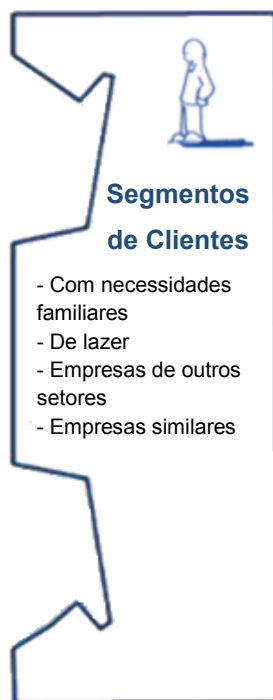 Segmentos
de Clientes
- Com necessidades
familiares
- De lazer
- Empresas de outros
setores
- Empresas similares